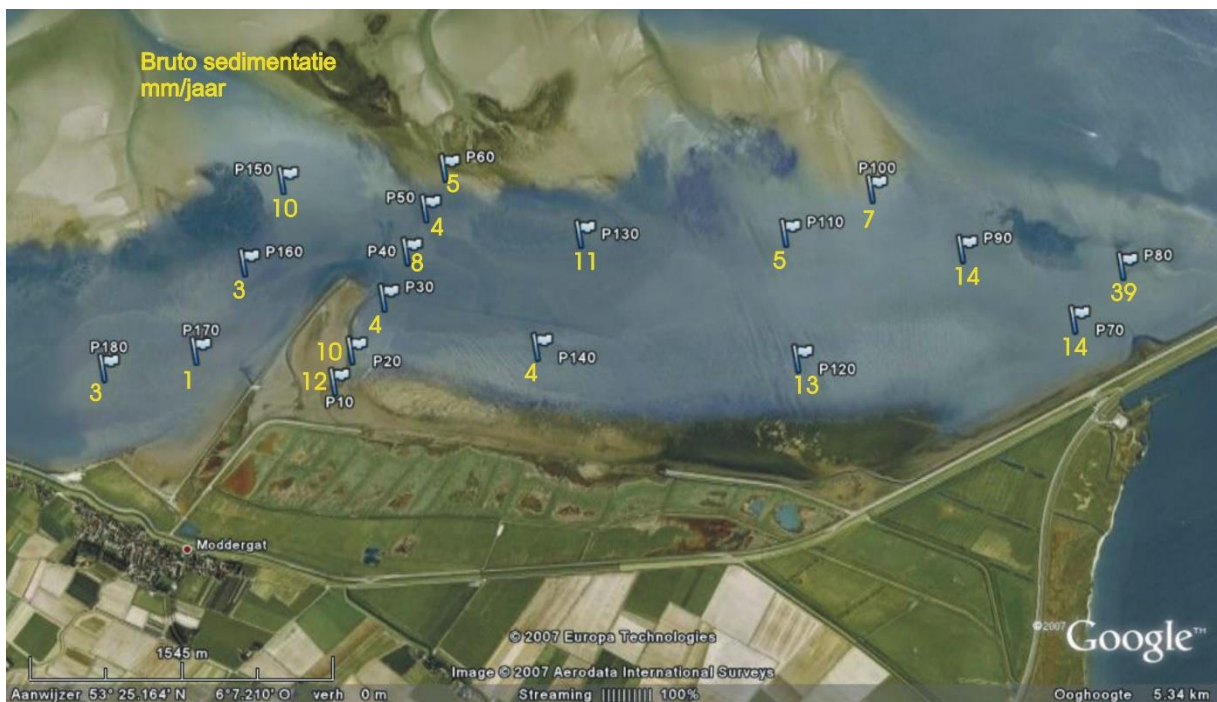 Bruto sedimentatie
mm/jaar
P60
5
P150
10
P50
4
P100
7
P40
8
P130
11
P110
5
P90
14
P80
39
P160
3
P30
4
P70
14
P180
3
P170
1
10
P20
12
P10
P140
4
P120
13
Moddergat
1545 m
© 2007 Europa Technologies
Image © 2007 Aerodata International Surveys
©2007 Google™
Aanwijzer 53° 25.164' N 6°7.210' O verh 0 m Streaming |||||||||| 100% Ooghoogte 5.34 km